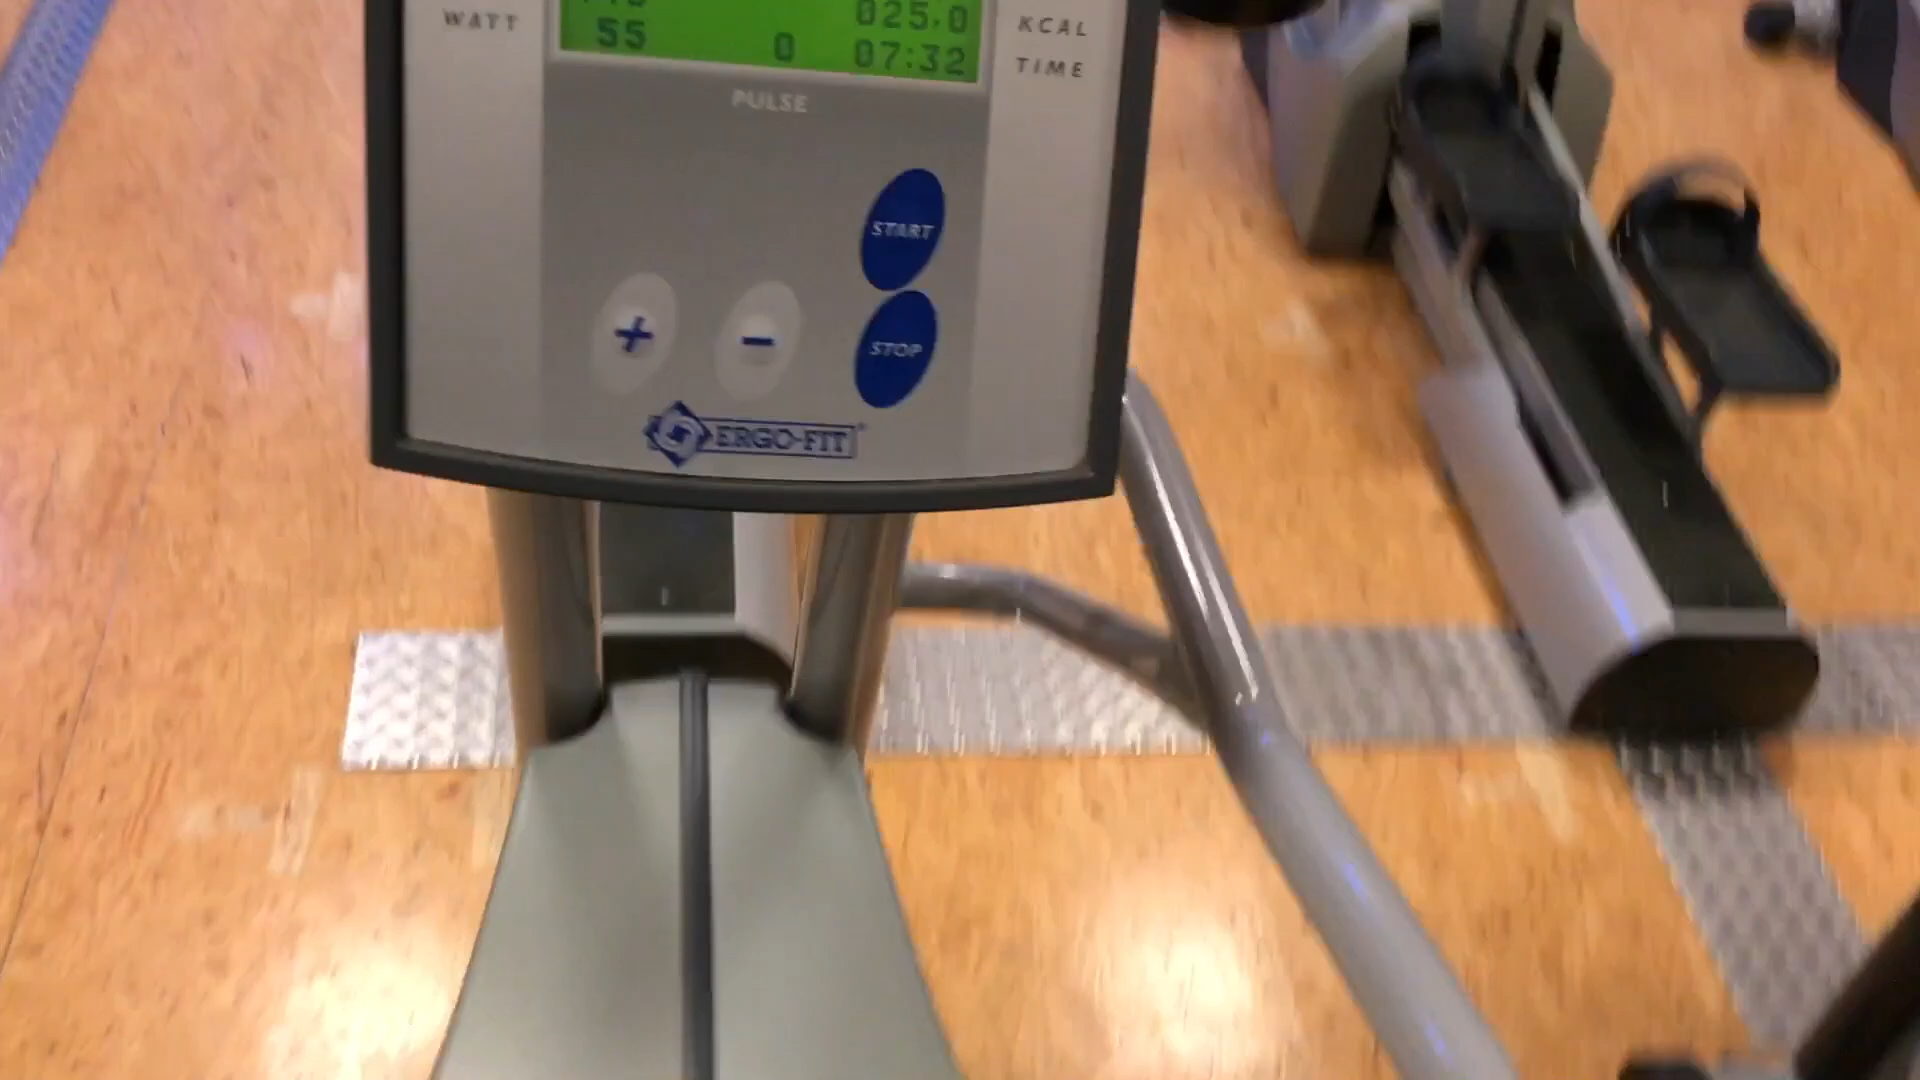 025.0 KCAL
WATT 55 0 07:32 TIME
PULSE
START
+ - STOP
ERGO-FIT®